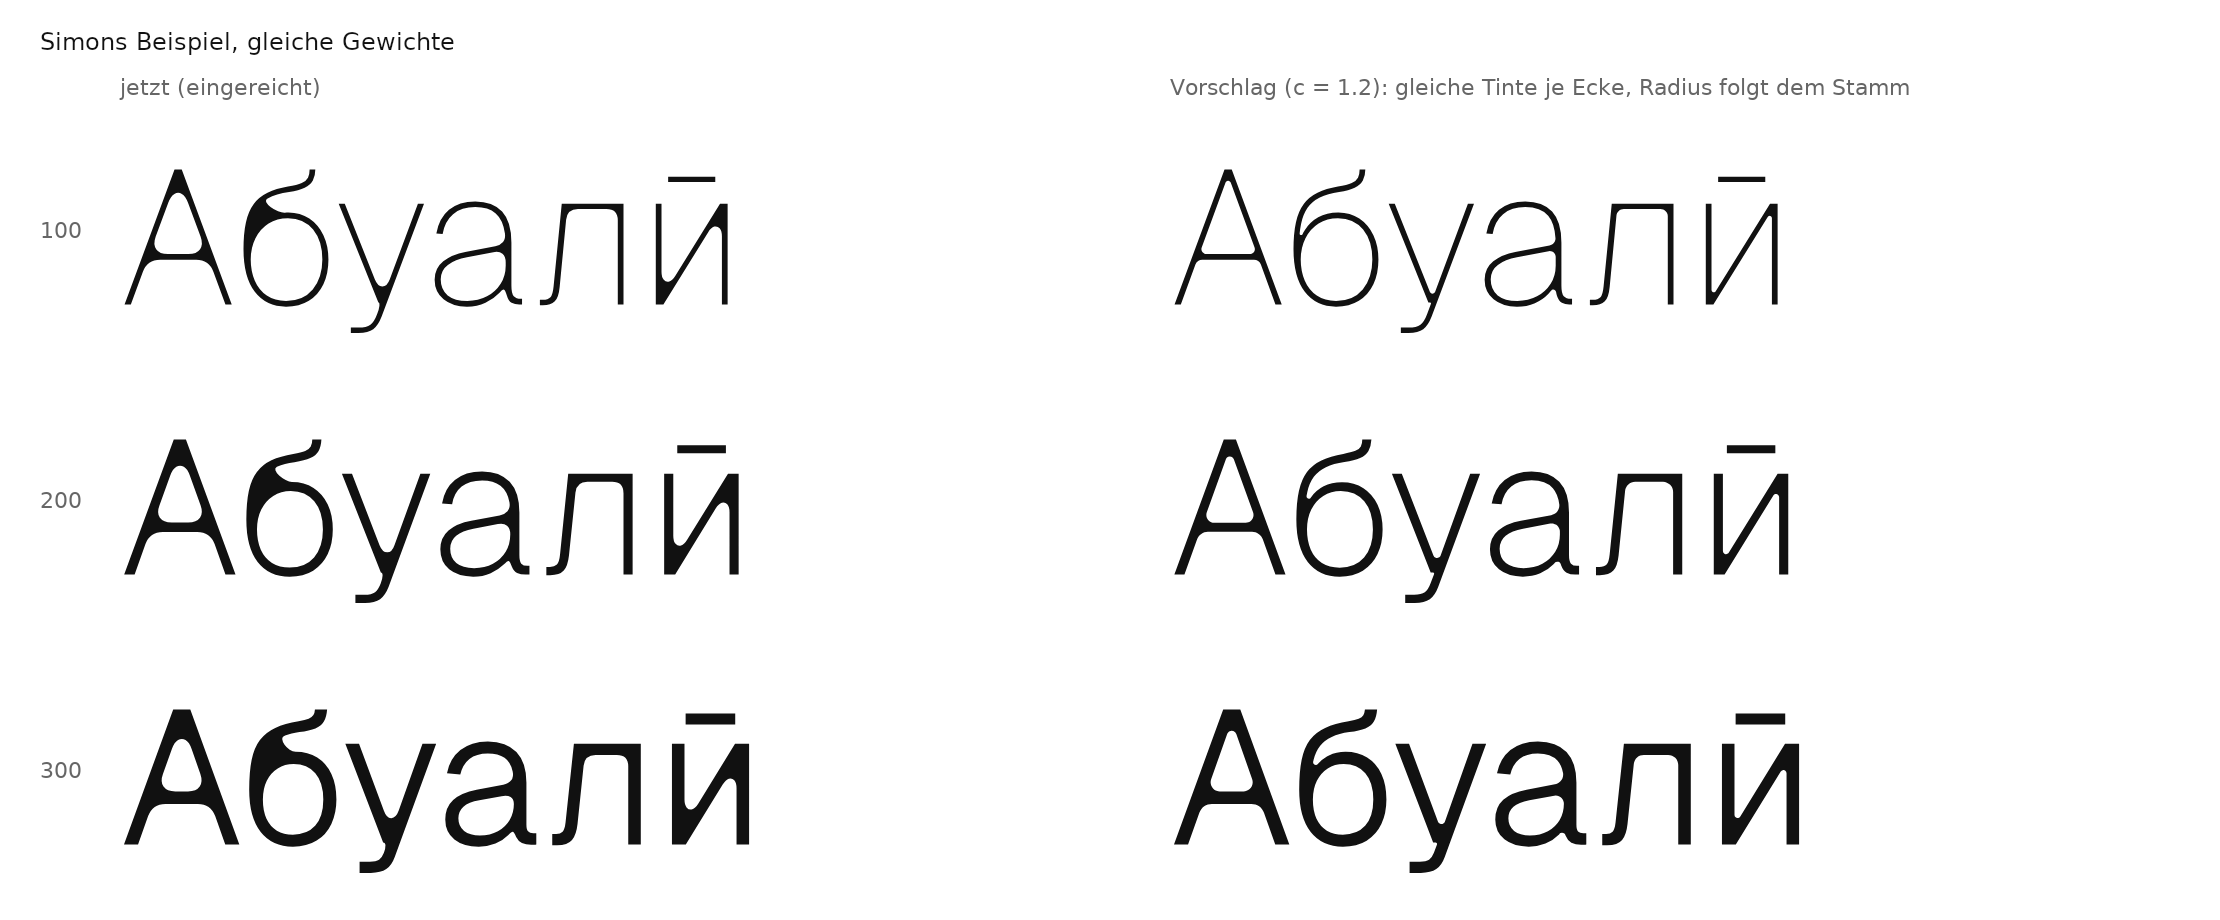 Simons Beispiel, gleiche Gewichte
jetzt (eingereicht)
Vorschlag (c = 1.2): gleiche Tinte je Ecke, Radius folgt dem Stamm
100
Абуалӣ
Абуалӣ
200
Абуалӣ
Абуалӣ
300
Абуалӣ
Абуалӣ